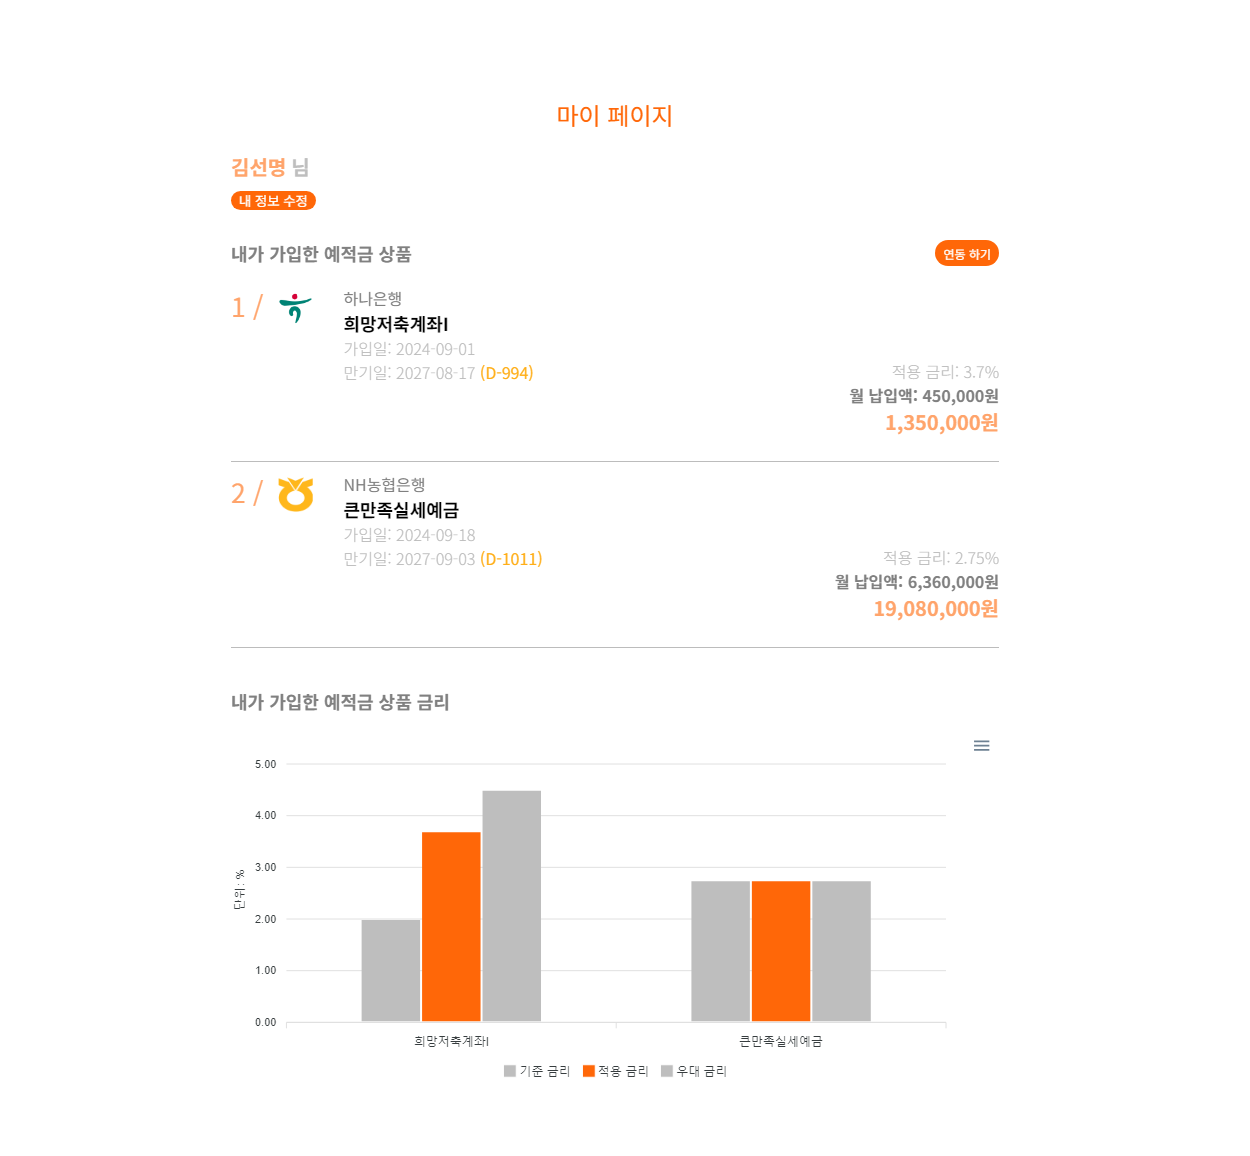 마이 페이지
김선명 님
내 정보 수정
내가 가입한 예적금 상품
연동 하기
1 /
하나은행
희망저축계좌I
가입일: 2024-09-01
만기일: 2027-08-17 (D-994)
적용 금리: 3.7%
월 납입액: 450,000원
1,350,000원
2 /
NH농협은행
큰만족실세예금
가입일: 2024-09-18
만기일: 2027-09-03 (D-1011)
적용 금리: 2.75%
월 납입액: 6,360,000원
19,080,000원
내가 가입한 예적금 상품 금리
단위: %
5.00
4.00
3.00
2.00
1.00
0.00
희망저축계좌I
큰만족실세예금
기준 금리 적용 금리 우대 금리